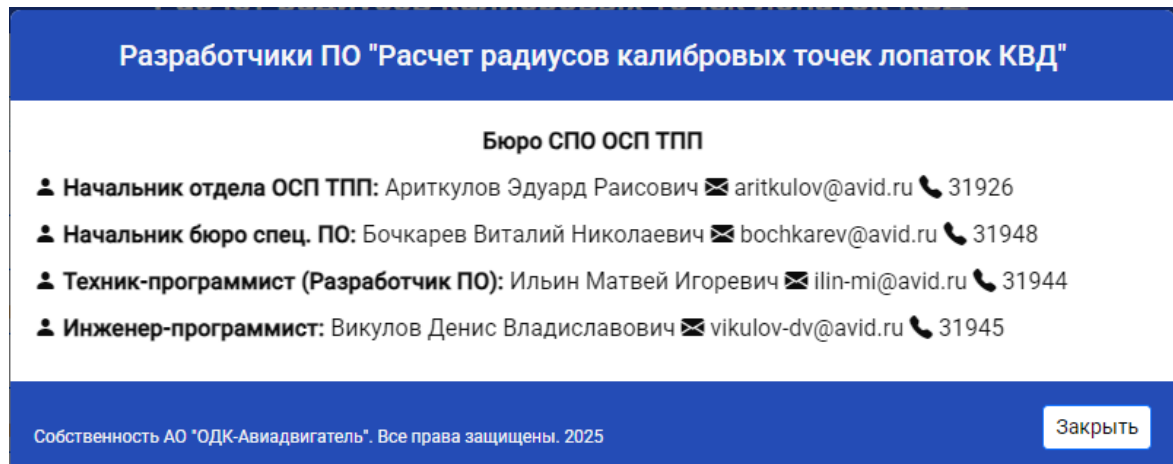 Разработчики ПО "Расчет радиусов калибровых точек лопаток КВД"
Бюро СПО ОСП ТПП
Начальник отдела ОСП ТПП: Ариткулов Эдуард Раисович aritkulov@avid.ru 31926
Начальник бюро спец. ПО: Бочкарев Виталий Николаевич bochkarev@avid.ru 31948
Техник-программист (Разработчик ПО): Ильин Матвей Игоревич ilin-mi@avid.ru 31944
Инженер-программист: Викулов Денис Владиславович vikulov-dv@avid.ru 31945
Собственность АО "ОДК-Авиадвигатель". Все права защищены. 2025
Закрыть